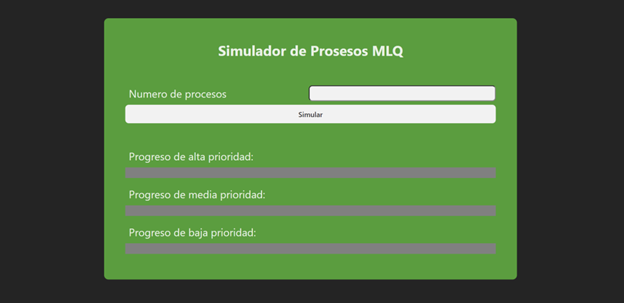 Simulador de Prosesos MLQ
Numero de procesos
Simular
Progreso de alta prioridad:
Progreso de media prioridad:
Progreso de baja prioridad: